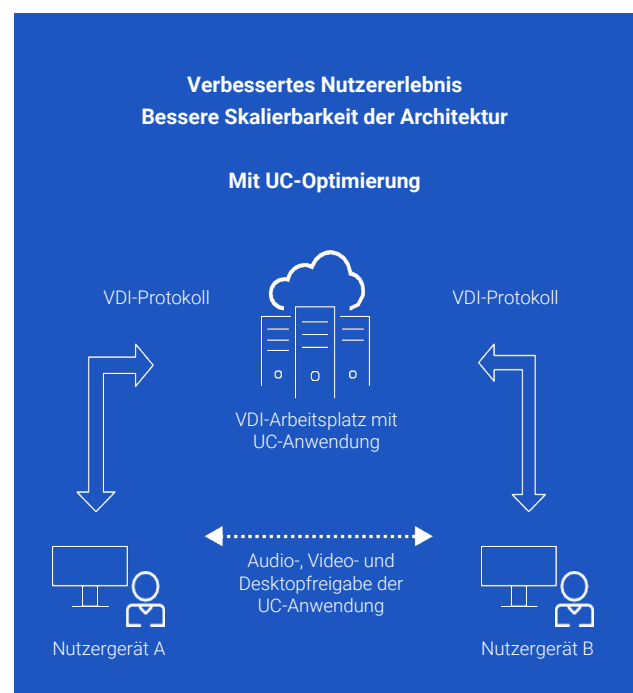 Verbessertes Nutzererlebnis
Bessere Skalierbarkeit der Architektur
Mit UC-Optimierung
VDI-Protokoll
VDI-Protokoll
VDI-Arbeitsplatz mit
UC-Anwendung
Audio-, Video- und
Desktopfreigabe der
UC-Anwendung
Nutzergerät A
Nutzergerät B